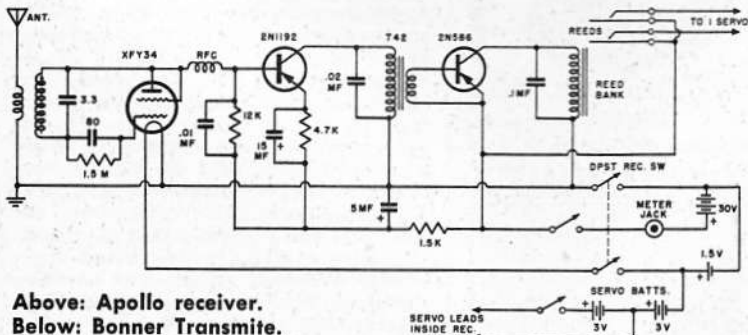 ANT.
XFY34
RFC
2N1192
T42
2N586
REEDS
TO 1 SERVO
3.3
80
1.5 M
.01
MF
12K
15
MF
4.7K
.02
MF
.1MF
REED
BANK
DPST REC. SW
5MF
1.5K
METER
JACK
30V
1.5V
SERVO BATTS.
Above: Apollo receiver.
Below: Bonner Transmite.
SERVO LEADS
INSIDE REC.
3V
3V